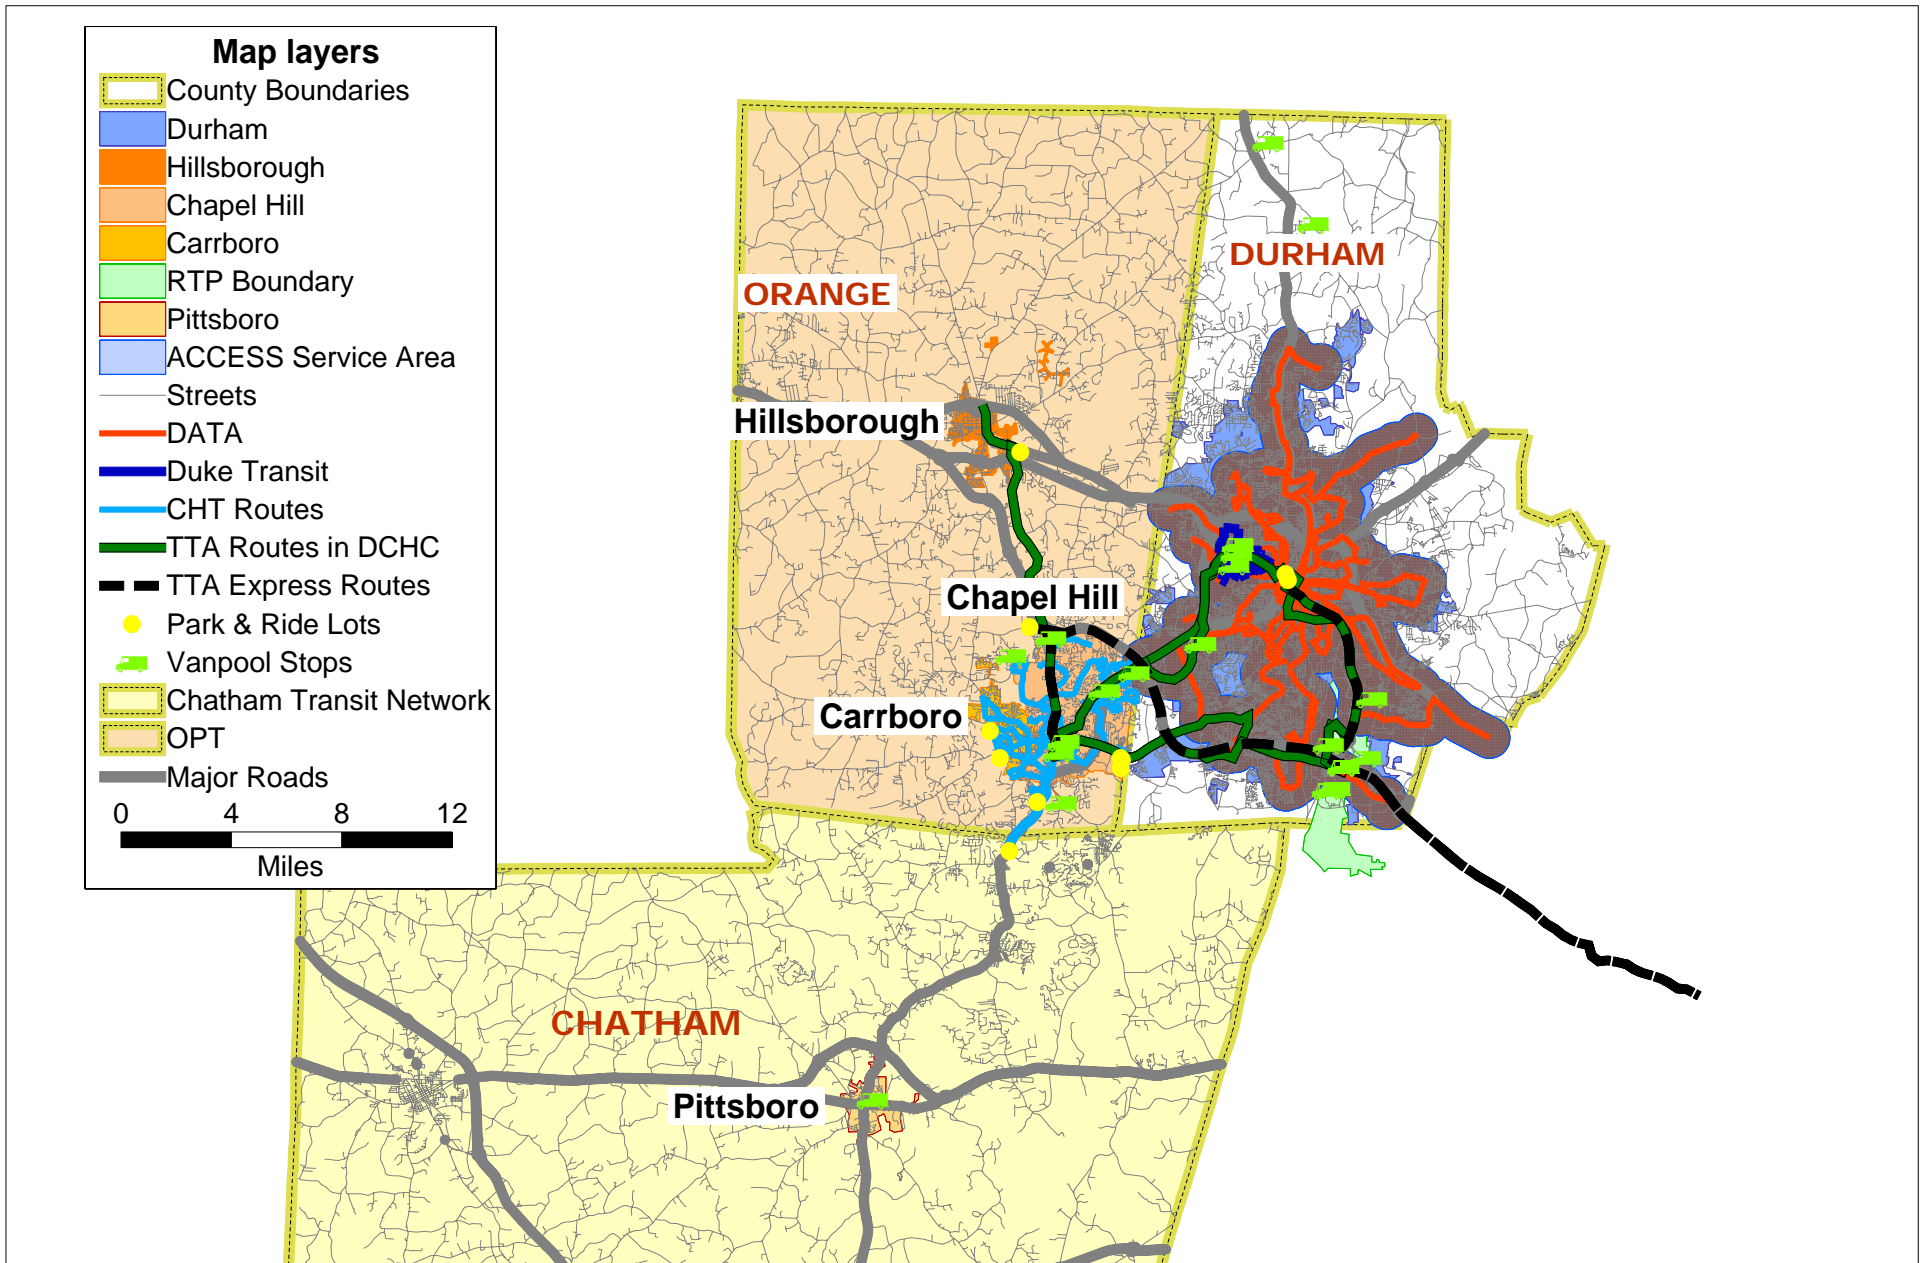 Map layers
County Boundaries
Durham
Hillsborough
Chapel Hill
Carrboro
RTP Boundary
Pittsboro
ACCESS Service Area
Streets
DATA
Duke Transit
CHT Routes
TTA Routes in DCHC
TTA Express Routes
Park & Ride Lots
Vanpool Stops
Chatham Transit Network
OPT
Major Roads
0 4 8 12
Miles
DURHAM
ORANGE
Hillsborough
Chapel Hill
Carrboro
CHATHAM
Pittsboro